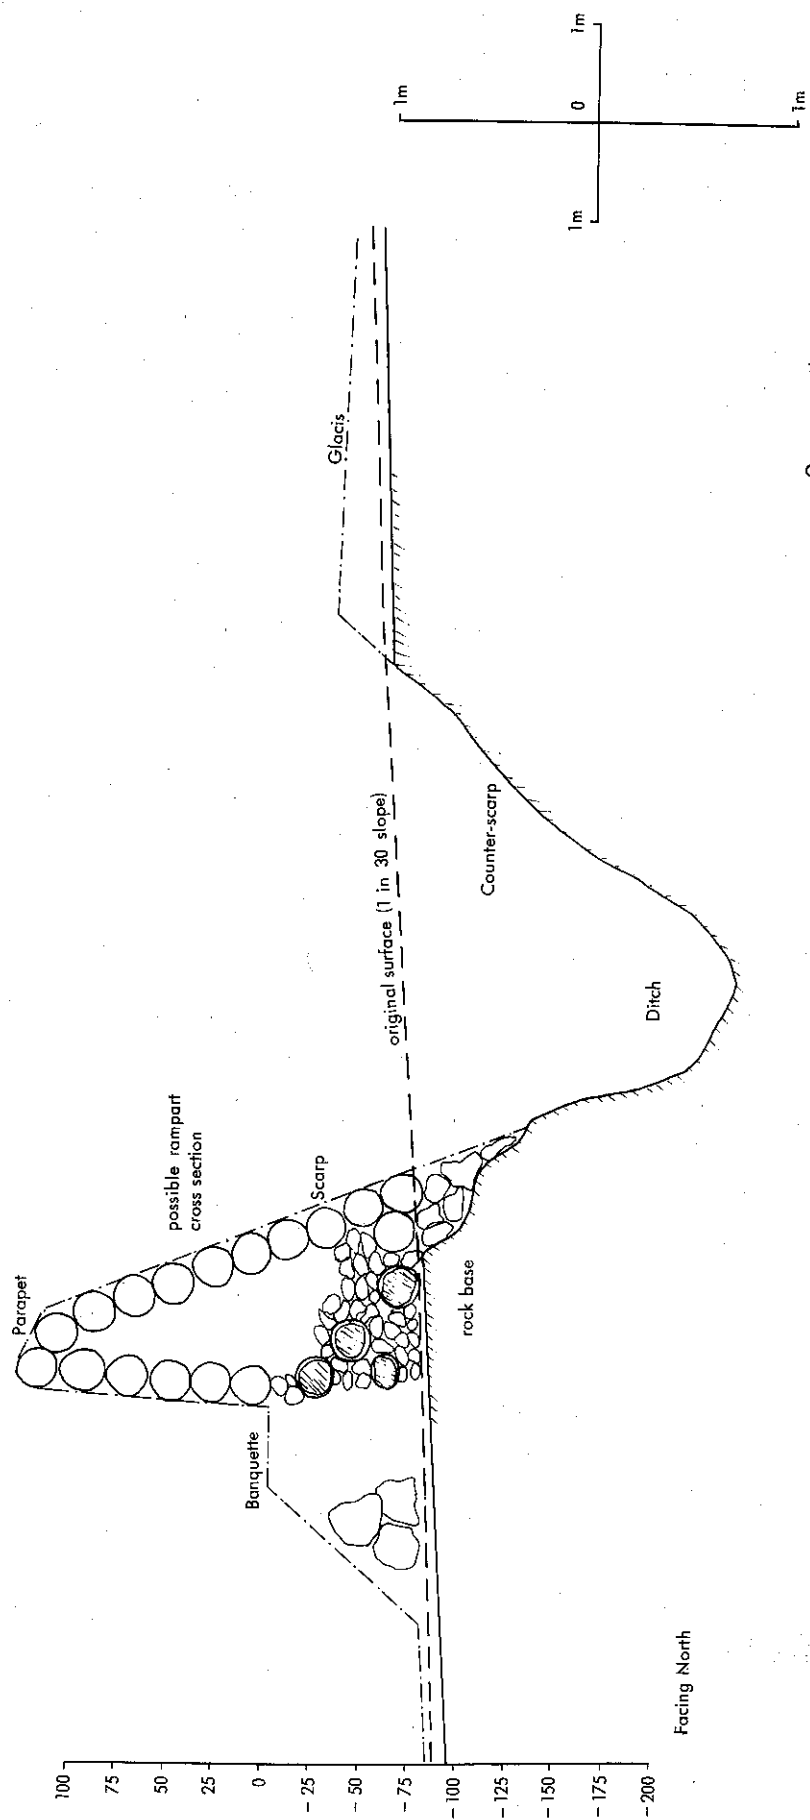 Parapet
possible rampart
cross section
Scarp
Banquette
rock base
original surface (1 in 30 slope)
Glacis
Counter-scarp
Ditch
Facing North
100
75
50
25
0
- 25
- 50
- 75
- 100
- 150
- 175
- 200
1m
0
1m
1m
1m